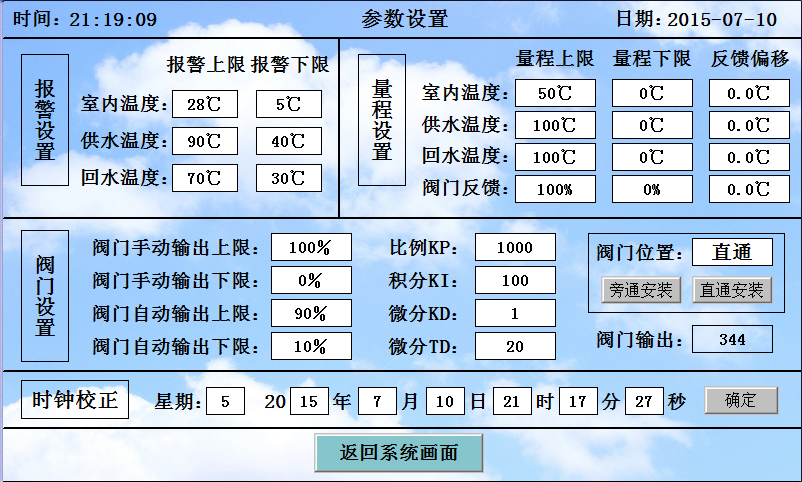 时间：21:19:09 参数设置 日期：2015-07-10
报警设置
报警上限 报警下限
室内温度： 28℃ 5℃
供水温度： 90℃ 40℃
回水温度： 70℃ 30℃
量程设置
量程上限 量程下限 反馈偏移
室内温度： 50℃ 0℃ 0.0℃
供水温度： 100℃ 0℃ 0.0℃
回水温度： 100℃ 0℃ 0.0℃
阀门反馈： 100% 0% 0.0℃
阀门设置
阀门手动输出上限： 100%
阀门手动输出下限： 0%
阀门自动输出上限： 90%
阀门自动输出下限： 10%
比例KP： 1000
积分KI： 100
微分KD： 1
微分TD： 20
阀门位置： 直通
旁通安装 直通安装
阀门输出： 344
时钟校正 星期： 5 20 15 年 7 月 10 日 21 时 17 分 27 秒 确定
返回系统画面